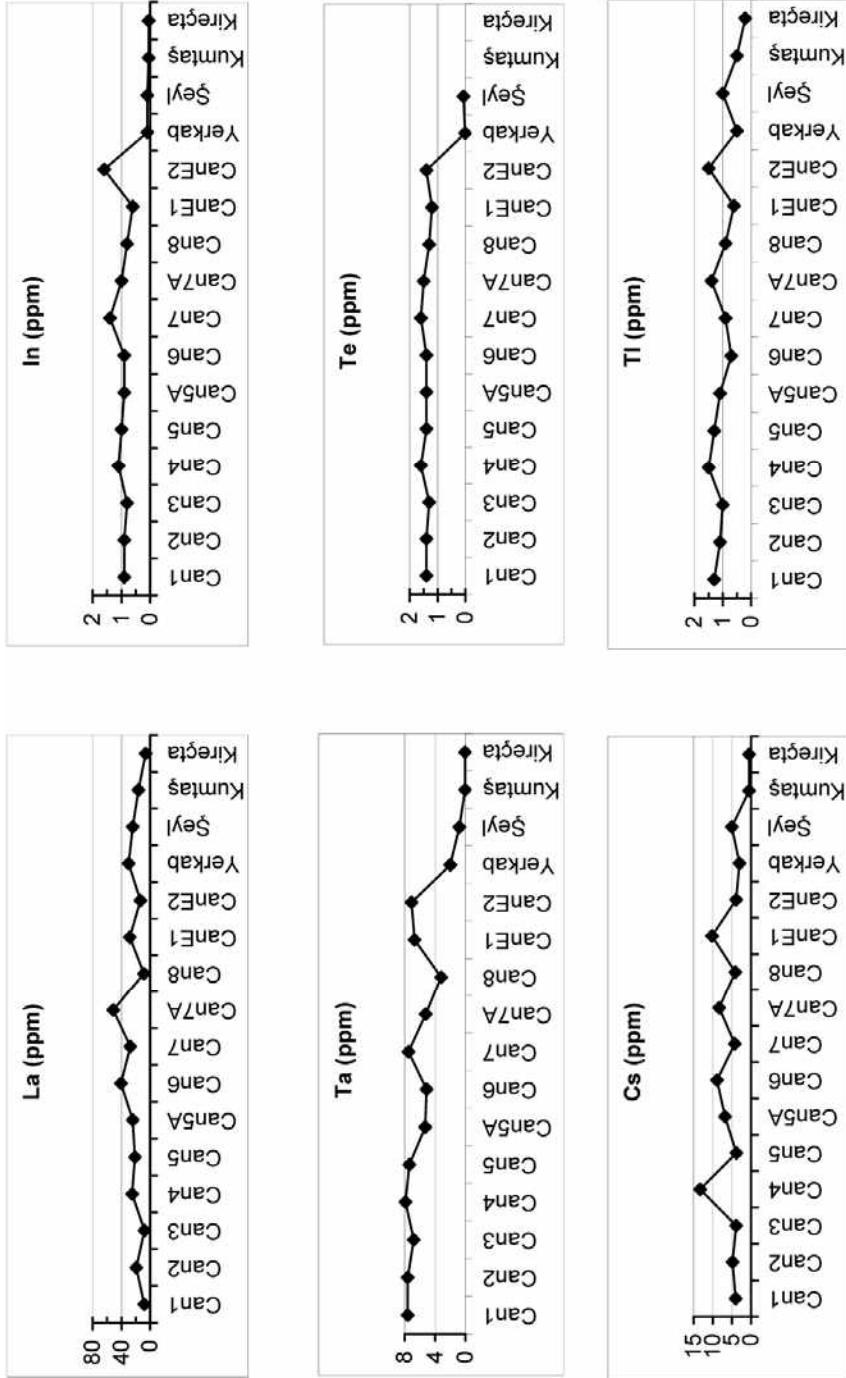 La (ppm)
80
40
0
Can1
Can2
Can3
Can4
Can5
Can5A
Can6
Can7
Can7A
Can8
CanE1
CanE2
Yerkab
Şeyl
Kumtaş
Kireçta
In (ppm)
2
1
0
Can1
Can2
Can3
Can4
Can5
Can5A
Can6
Can7
Can7A
Can8
CanE1
CanE2
Yerkab
Şeyl
Kumtaş
Kireçta
Ta (ppm)
8
4
0
Can1
Can2
Can3
Can4
Can5
Can5A
Can6
Can7
Can7A
Can8
CanE1
CanE2
Yerkab
Şeyl
Kumtaş
Kireçta
Te (ppm)
2
1
0
Can1
Can2
Can3
Can4
Can5
Can5A
Can6
Can7
Can7A
Can8
CanE1
CanE2
Yerkab
Şeyl
Kumtaş
Kireçta
Cs (ppm)
15
10
5
0
Can1
Can2
Can3
Can4
Can5
Can5A
Can6
Can7
Can7A
Can8
CanE1
CanE2
Yerkab
Şeyl
Kumtaş
Kireçta
Tl (ppm)
2
1
0
Can1
Can2
Can3
Can4
Can5
Can5A
Can6
Can7
Can7A
Can8
CanE1
CanE2
Yerkab
Şeyl
Kumtaş
Kireçta